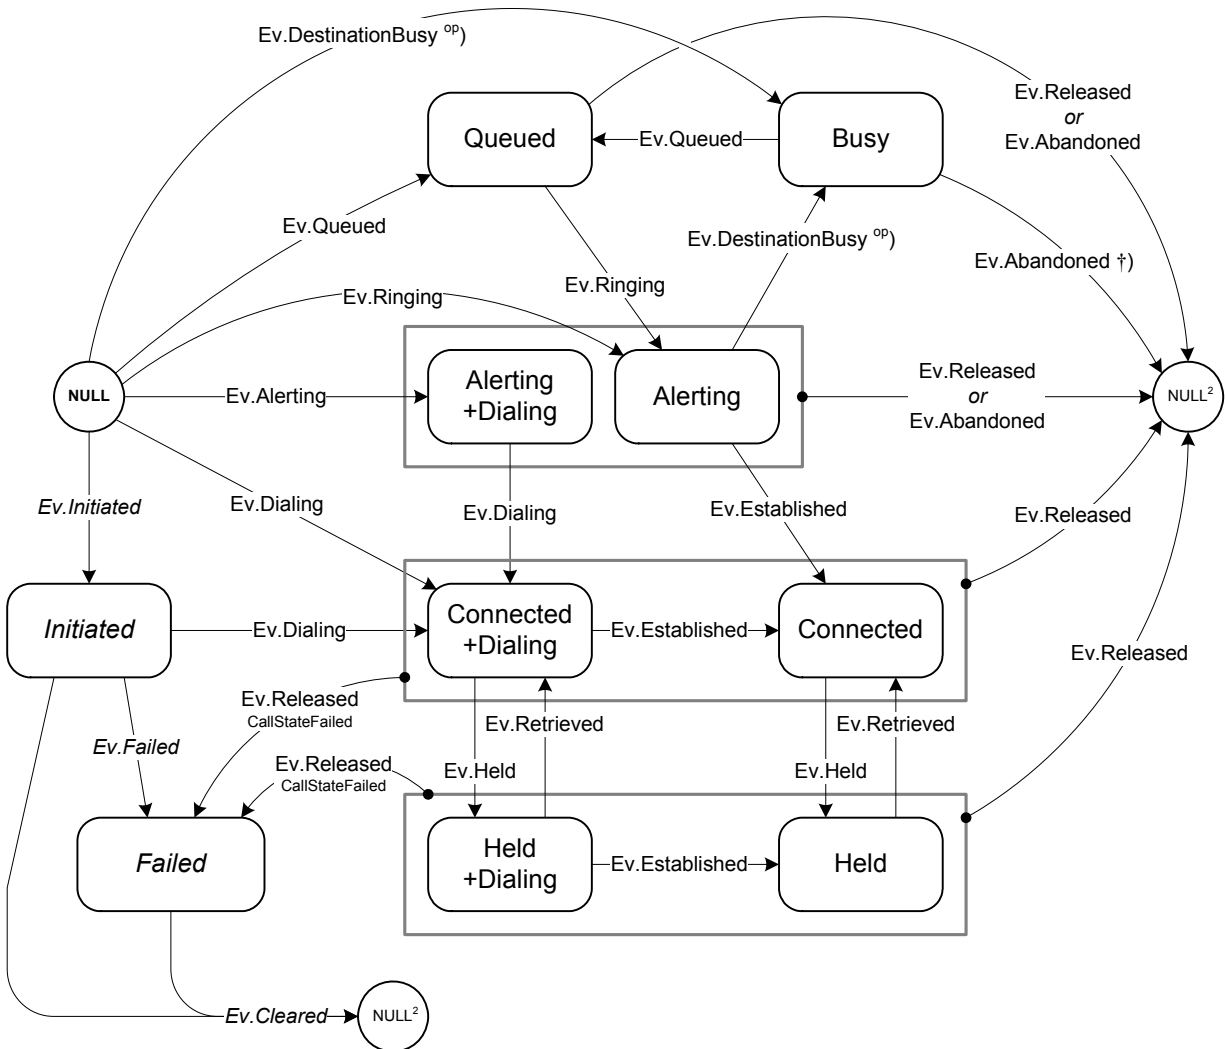 Ev.DestinationBusy op)
Ev.Released
or
Ev.Abandoned
Queued
Ev.Queued
Busy
Ev.Queued
Ev.DestinationBusy op)
Ev.Abandoned †)
Ev.Ringing
Ev.Ringing
NULL
Ev.Alerting
Alerting
+Dialing
Alerting
Ev.Released
or
Ev.Abandoned
NULL2
Ev.Initiated
Ev.Dialing
Ev.Dialing
Ev.Established
Ev.Released
Initiated
Ev.Dialing
Connected
+Dialing
Ev.Established
Connected
Ev.Released
Ev.Released
CallStateFailed
Ev.Retrieved
Ev.Retrieved
Ev.Failed
Ev.Released
CallStateFailed
Ev.Held
Ev.Held
Failed
Held
+Dialing
Ev.Established
Held
Ev.Cleared
NULL2